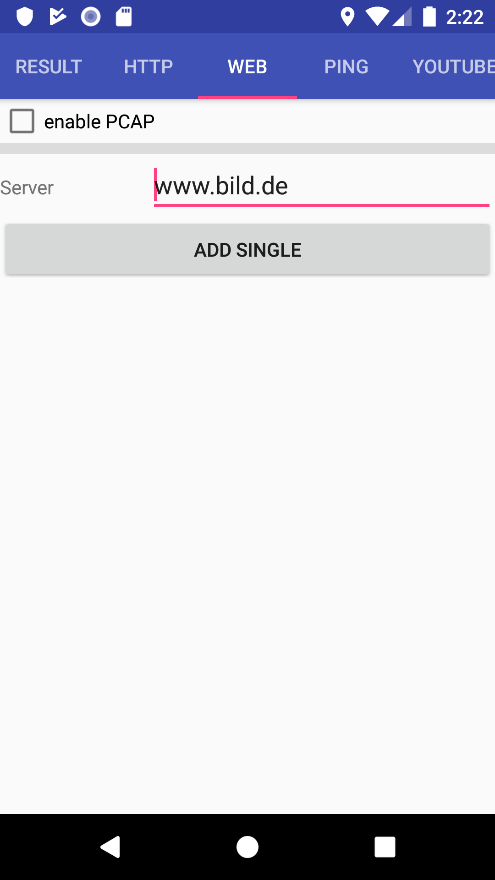 2:22
RESULT HTTP WEB PING YOUTUBE
enable PCAP
Server www.bild.de
ADD SINGLE